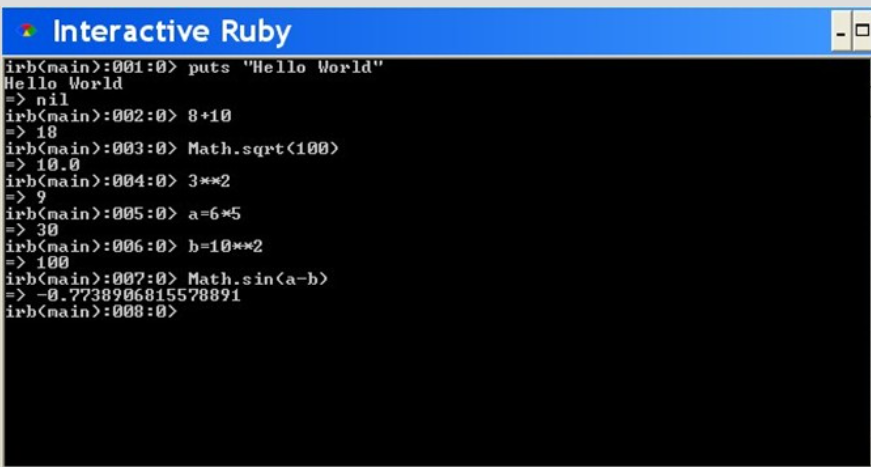 Interactive Ruby
irb(main):001:0> puts "Hello World"
Hello World
=> nil
irb(main):002:0> 8+10
=> 18
irb(main):003:0> Math.sqrt(100)
=> 10.0
irb(main):004:0> 3**2
=> 9
irb(main):005:0> a=6*5
=> 30
irb(main):006:0> b=10**2
=> 100
irb(main):007:0> Math.sin(a-b)
=> -0.7738906815578891
irb(main):008:0>